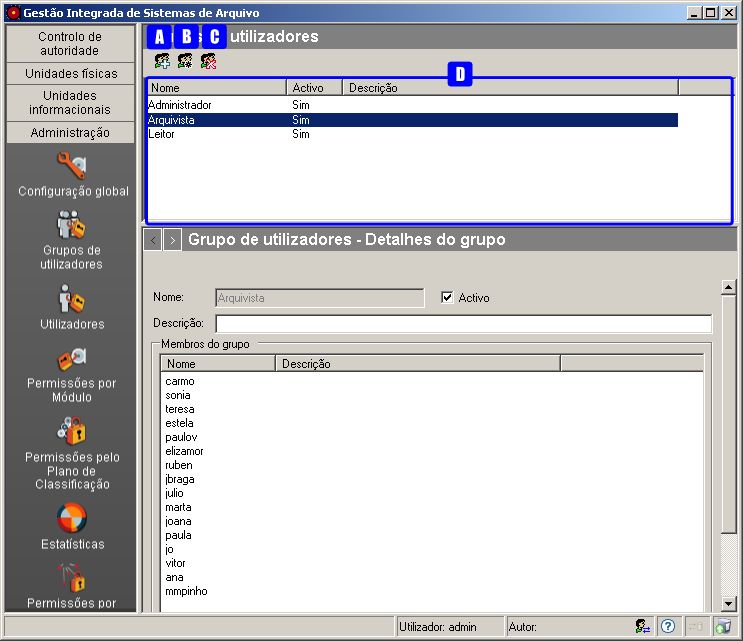 Gestão Integrada de Sistemas de Arquivo
Controlo de
autoridade
Unidades físicas
Unidades
informacionais
Administração
Configuração global
Grupos de
utilizadores
Utilizadores
Permissões por
Módulo
Permissões pelo
Plano de
Classificação
Estatísticas
Permissões por
A B C utilizadores
D
Nome Activo Descrição
Administrador Sim
Arquivista Sim
Leitor Sim
< > Grupo de utilizadores - Detalhes do grupo
Nome: Arquivista Activo
Descrição:
Membros do grupo
Nome Descrição
carmo
sonia
teresa
estela
paulov
elizamor
ruben
jbraga
julio
marta
joana
paula
jo
vitor
ana
mmpinho
Utilizador: admin Autor: